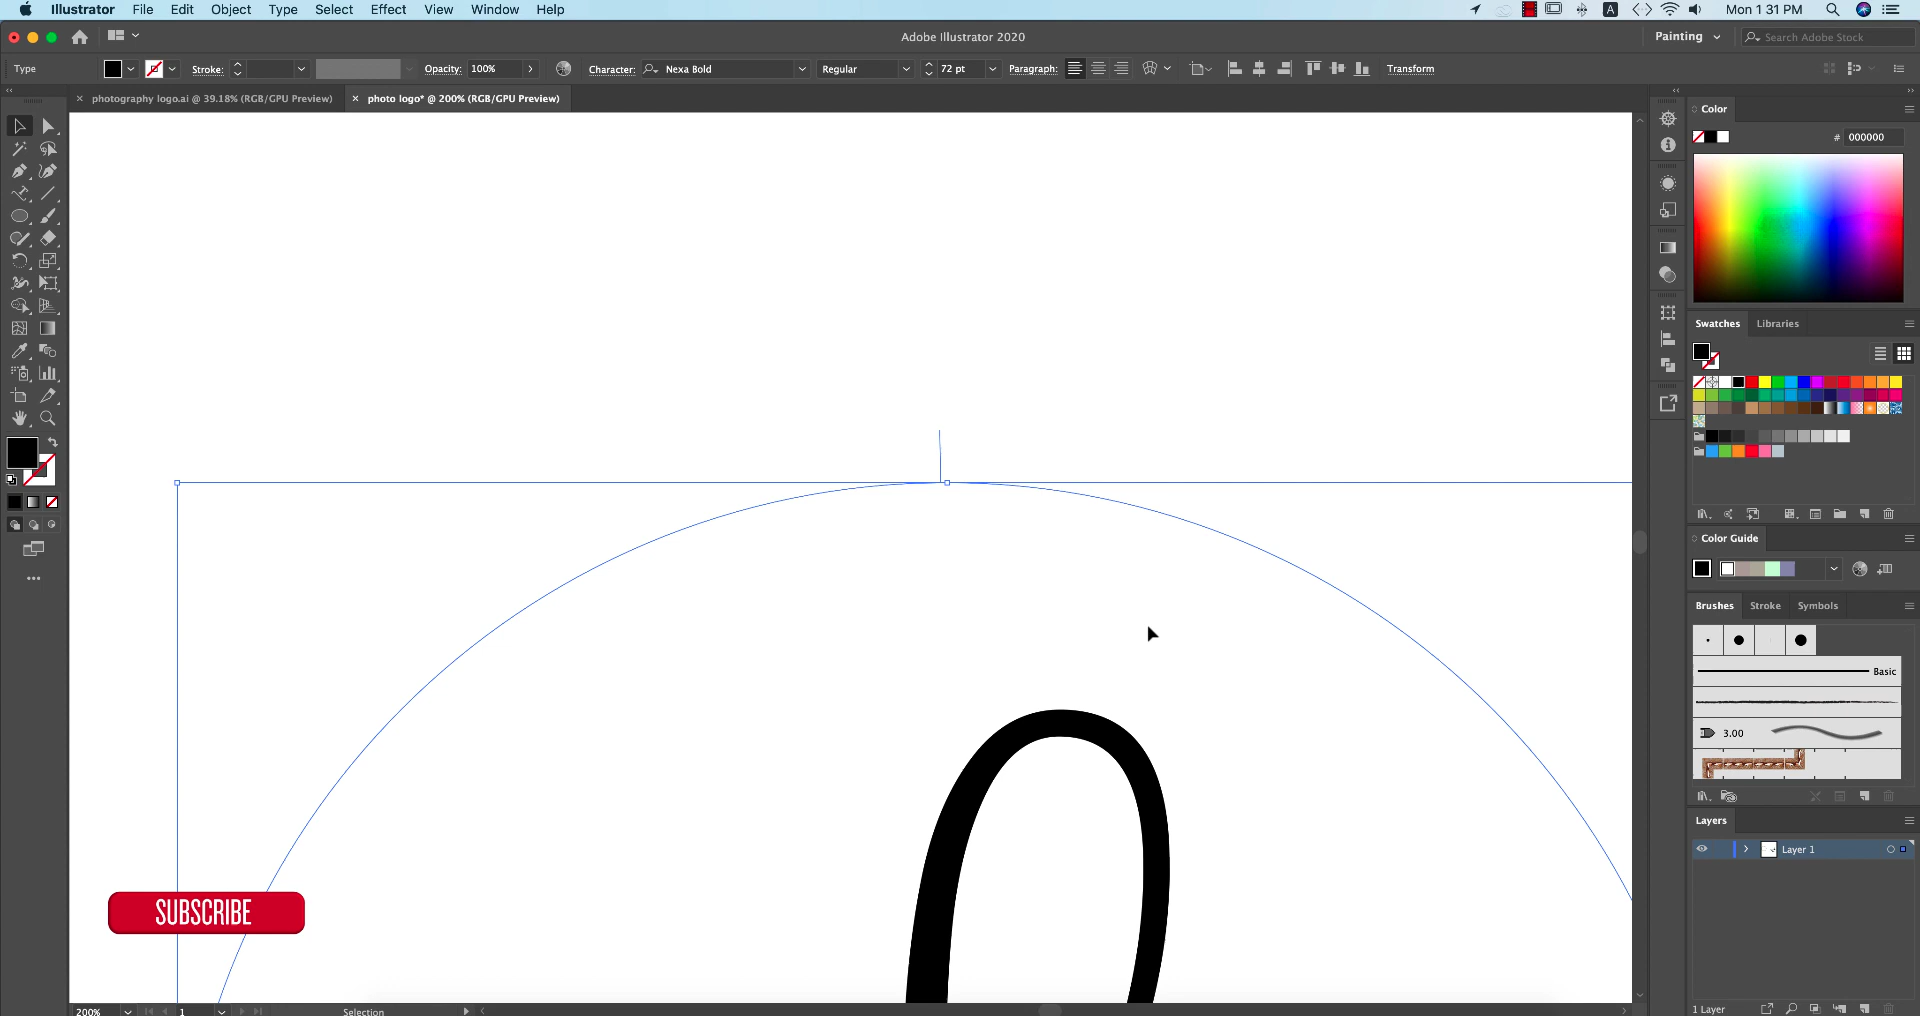 Illustrator File Edit Object Type Select Effect View Window Help
A Mon 1 31 PM
Adobe Illustrator 2020
Painting
Search Adobe Stock
Type Stroke: Opacity: 100% Character: Nexa Bold Regular 72 pt Paragraph: Transform
× photography logo.ai @ 39.18% (RGB/GPU Preview) × photo logo* @ 200% (RGB/GPU Preview)
Color
# 000000
Swatches Libraries
Color Guide
Brushes Stroke Symbols
Basic
3.00
Layers
Layer 1
SUBSCRIBE
200% 1 Selection
1 Layer